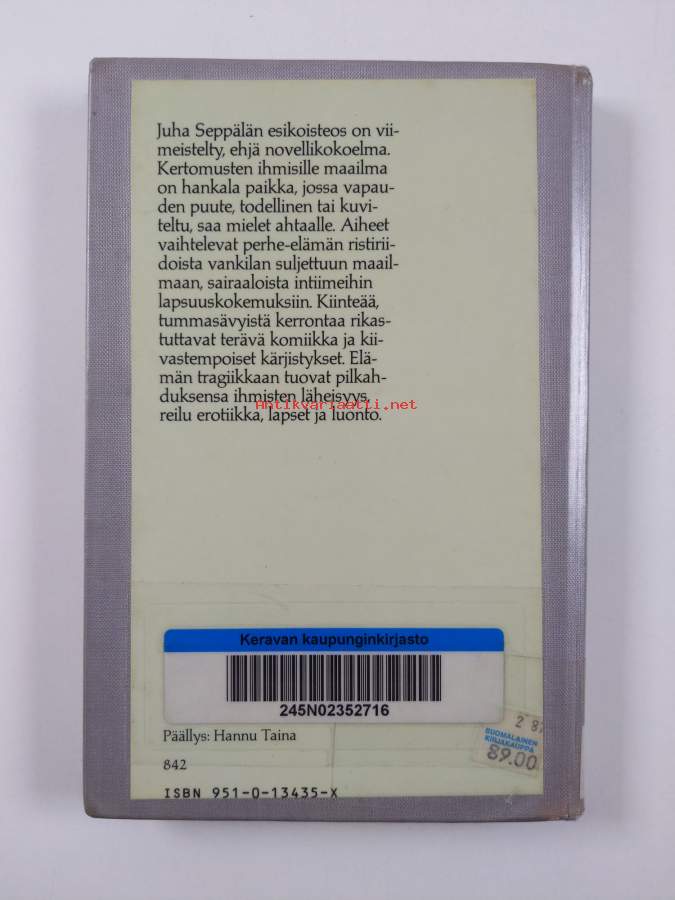 Juha Seppälän esikoisteos on vii-
meistelty, ehjä novellikokoelma.
Kertomusten ihmisille maailma
on hankala paikka, jossa vapau-
den puute, todellinen tai kuvi-
teltu, saa mielet ahtaalle. Aiheet
vaihtelevat perhe-elämän ristirii-
doista vankilan suljettuun maail-
maan, sairaaloista intiimeihin
lapsuuskokemuksiin. Kiinteää,
tummasävyistä kerrontaa rikas-
tuttavat terävä komiikka ja kii-
vastempoiset kärjistykset. Elä-
män tragiikkaan tuovat pilkah-
duksensa ihmisten läheisyys,
Antikvariaatti.net
reilu erotiikka, lapset ja luonto.
Keravan kaupunginkirjasto
245N02352716
Päällys: Hannu Taina
2 87
SUOMALAINEN
KIRJAKAUPPA
89.00
842
ISBN 951-0-13435-X